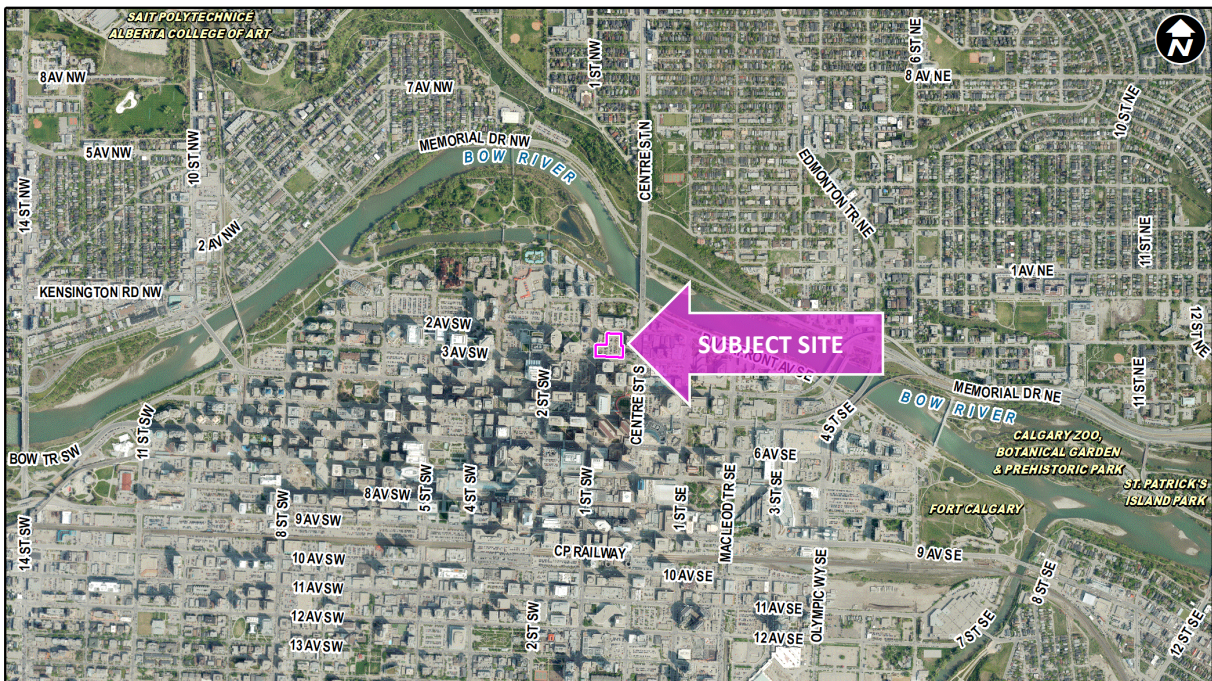 SAIT POLYTECHNICE
ALBERTA COLLEGE OF ART
N
8 AV NW
7 AV NW
1 ST NW
6 ST NE
8 AV NE
10 ST NE
5 AV NW
10 ST NW
MEMORIAL DR NW
BOW RIVER
CENTRE ST N
EDMONTON TR NE
14 ST NW
2 AV NW
11 ST NE
1 AV NE
KENSINGTON RD NW
12 ST NE
2 AV SW
3 AV SW
SUBJECT SITE
FRONT AV SE
2 ST SW
CENTRE ST S
MEMORIAL DR NE
11 ST NE
BOW RIVER
4 ST SE
11 ST SW
BOW TR SW
CALGARY ZOO,
BOTANICAL GARDEN
& PREHISTORIC PARK
6 AV SE
ST. PATRICK'S
ISLAND PARK
5 ST SW
4 ST SW
8 AV SW
1 ST SW
1 ST SE
MACLEOD TR SE
3 ST SE
FORT CALGARY
8 ST SW
9 AV SW
14 ST SW
CP RAILWAY
9 AV SE
10 AV SW
10 AV SE
8 ST SE
11 AV SW
11 AV SE
OLYMPIC WY SE
12 AV SW
2 ST SW
7 ST SE
12 ST SE
13 AV SW
12 AV SE